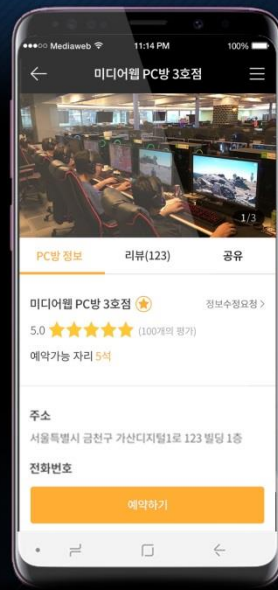 Mediaweb 11:14 PM 100%
미디어웹 PC방 3호점
1/3
PC방 정보 리뷰(123) 공유
미디어웹 PC방 3호점 정보수정요청 >
5.0 (100개의 평가)
예약가능 자리 5석
주소
서울특별시 금천구 가산디지털1로 123 빌딩 1층
전화번호
예약하기